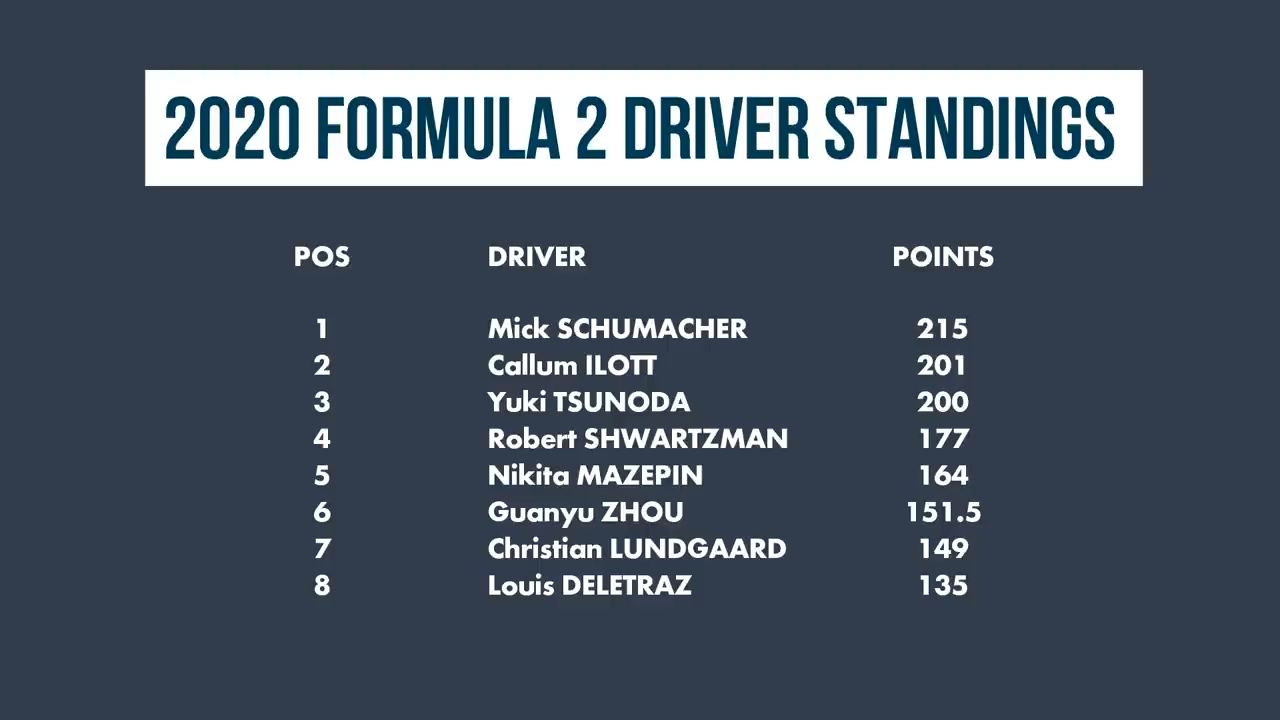 2020 FORMULA 2 DRIVER STANDINGS
POS DRIVER POINTS
1 Mick SCHUMACHER 215
2 Callum ILOTT 201
3 Yuki TSUNODA 200
4 Robert SHWARTZMAN 177
5 Nikita MAZEPIN 164
6 Guanyu ZHOU 151.5
7 Christian LUNDGAARD 149
8 Louis DELETRAZ 135